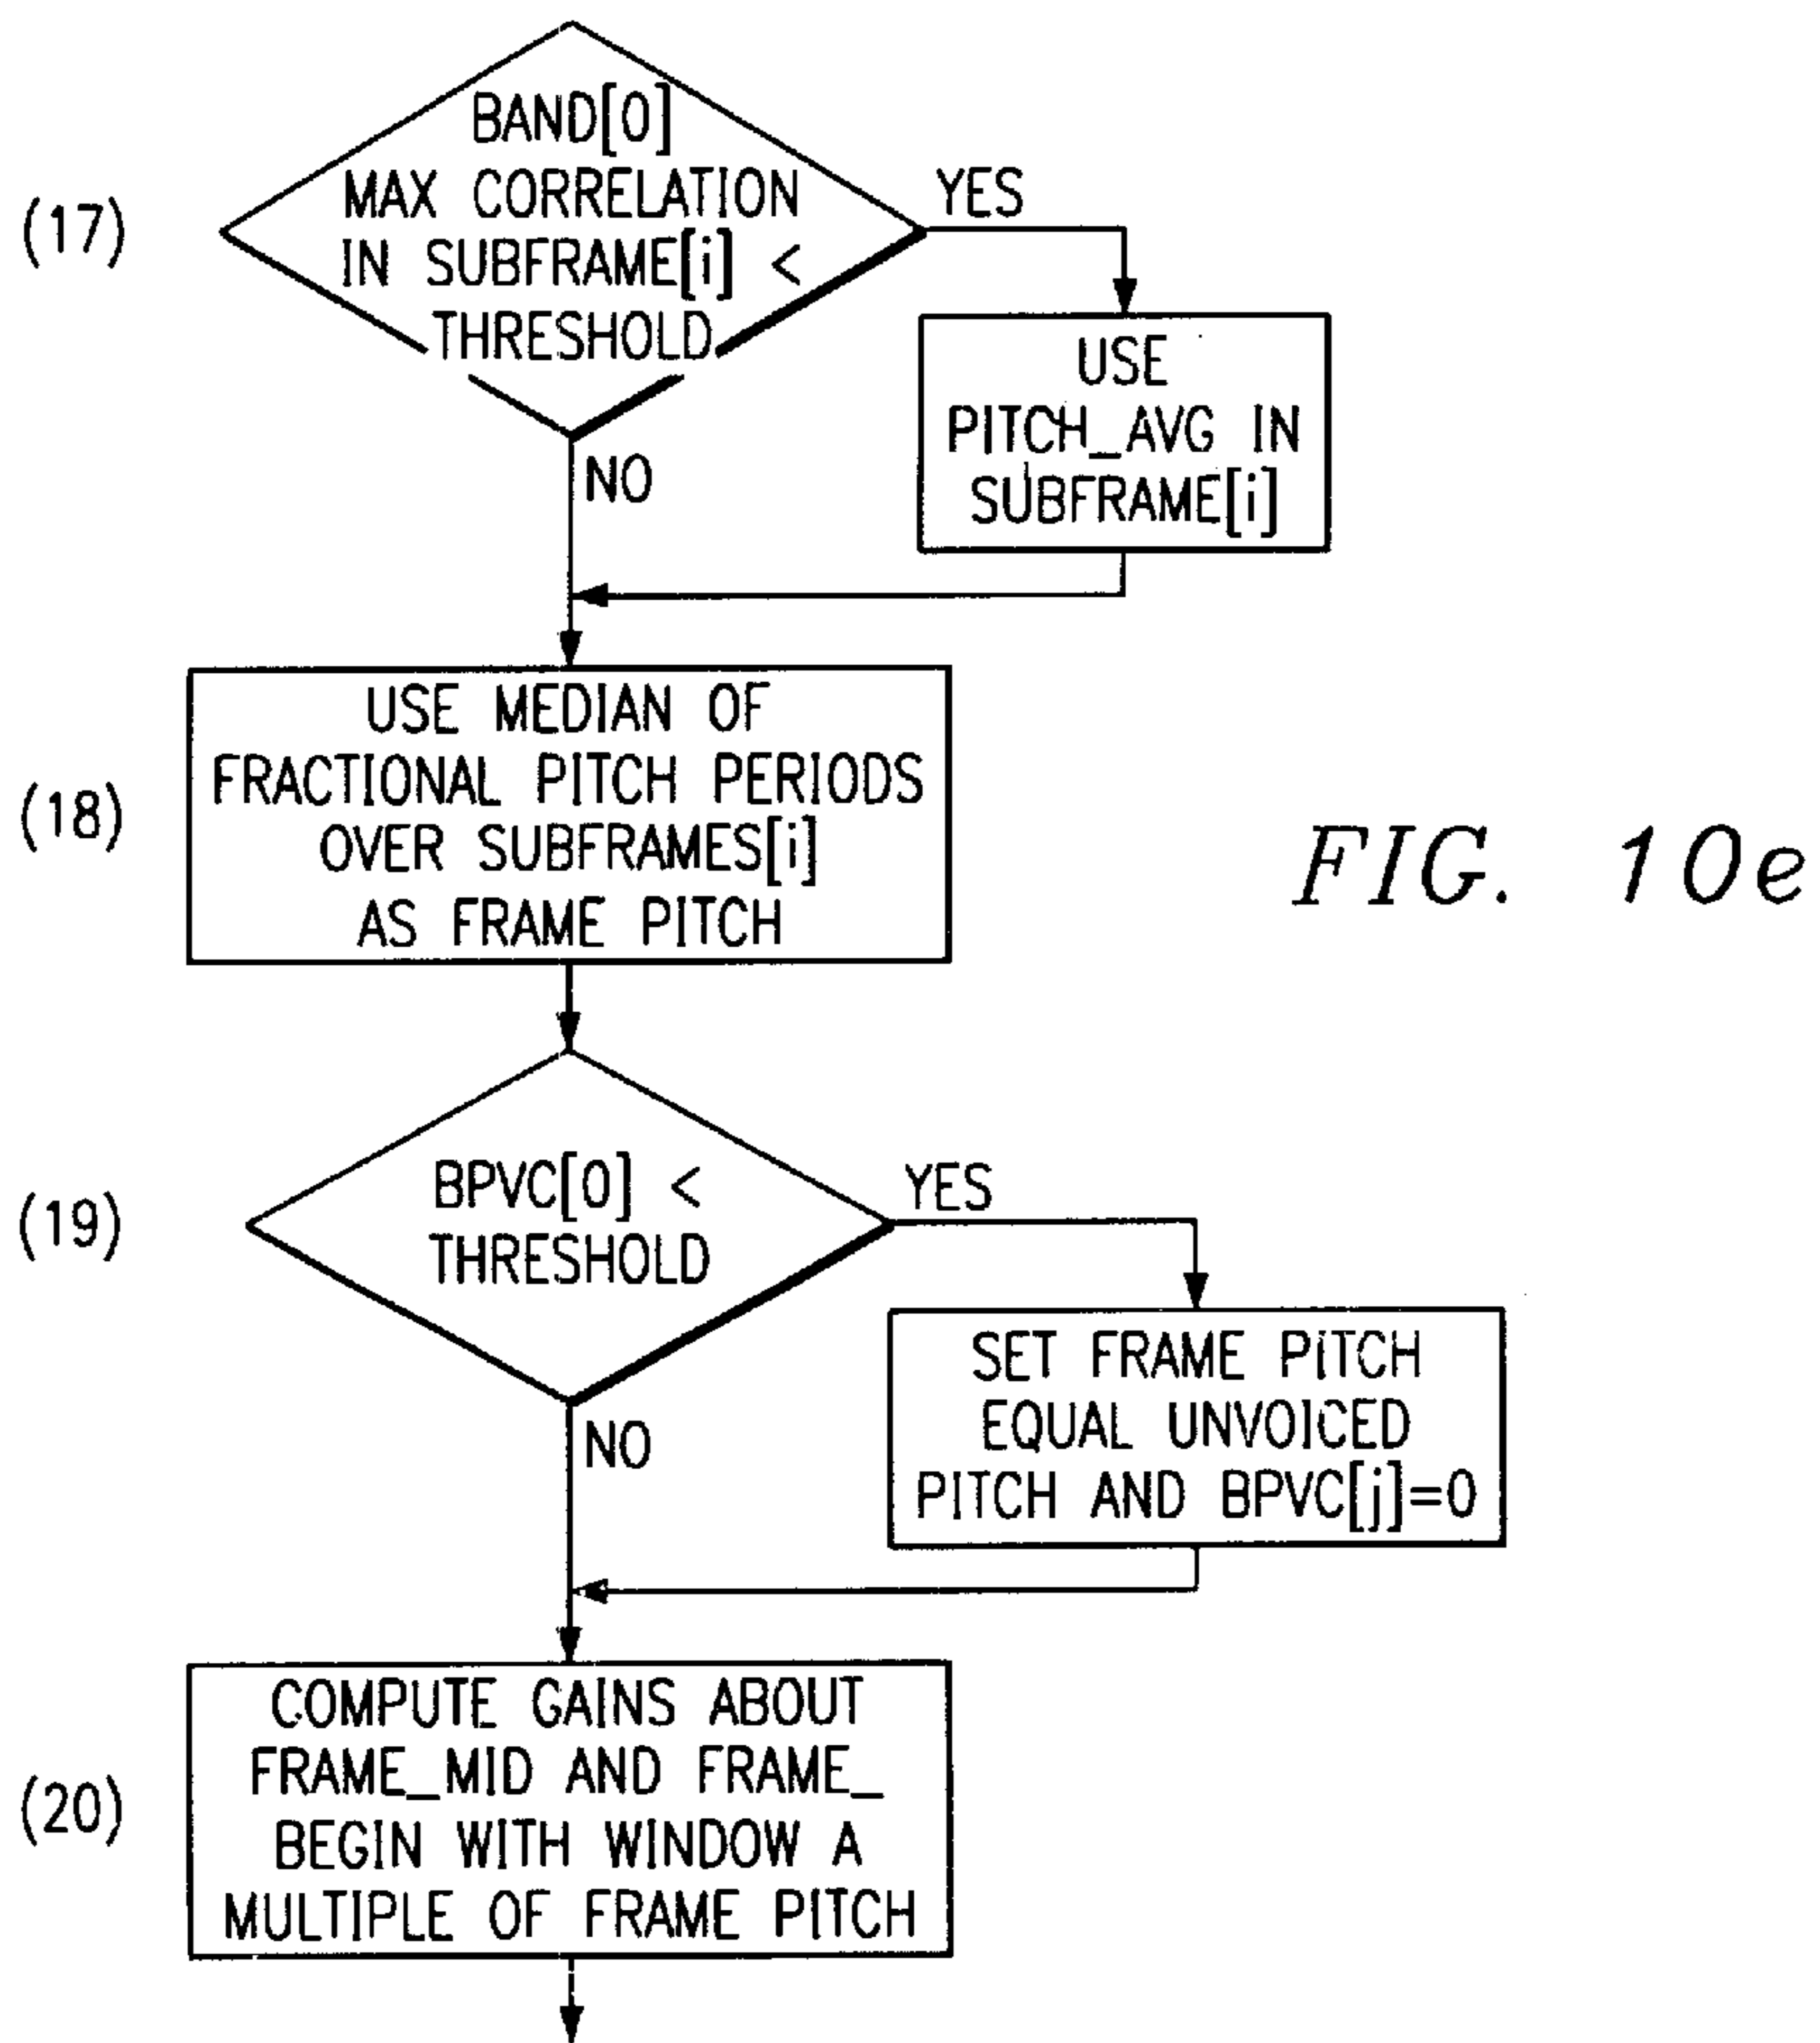 (17)
BAND[0]
MAX CORRELATION
IN SUBFRAME[i] <
THRESHOLD
YES
NO
USE
PITCH_AVG IN
SUBFRAME[i]
(18)
USE MEDIAN OF
FRACTIONAL PITCH PERIODS
OVER SUBFRAMES[i]
AS FRAME PITCH
FIG. 10e
(19)
BPVC[0] <
THRESHOLD
YES
NO
SET FRAME PITCH
EQUAL UNVOICED
PITCH AND BPVC[j]=0
(20)
COMPUTE GAINS ABOUT
FRAME_MID AND FRAME_
BEGIN WITH WINDOW A
MULTIPLE OF FRAME PITCH